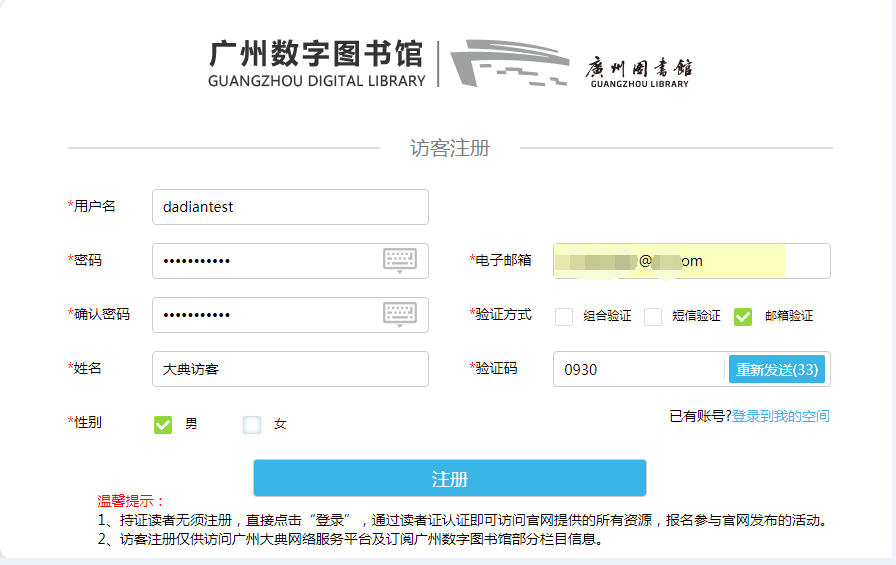 广州数字图书馆
GUANGZHOU DIGITAL LIBRARY
廣州圖書館
GUANGZHOU LIBRARY
访客注册
*用户名 dadiantest
*密码 •••••••••••
*电子邮箱 @ om
*确认密码 •••••••••••
*验证方式 组合验证 短信验证 邮箱验证
*姓名 大典访客
*验证码 0930 重新发送(33)
*性别 男 女
已有账号?登录到我的空间
注册
温馨提示：
1、持证读者无须注册，直接点击“登录”，通过读者证认证即可访问官网提供的所有资源，报名参与官网发布的活动。
2、访客注册仅供访问广州大典网络服务平台及订阅广州数字图书馆部分栏目信息。